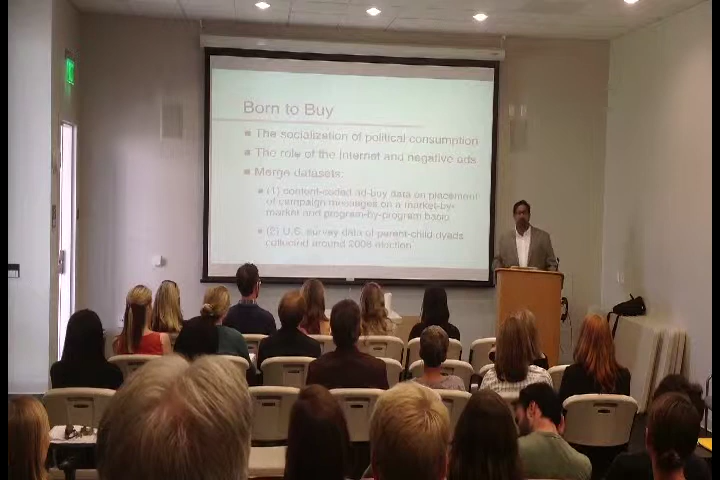 Born to Buy
The socialization of political consumption
The role of the Internet and negative ads
Merge datasets:
(1) content-coded ad-buy data on placement
of campaign messages on a market-by-
market and program-by-program basis
(2) U.S. survey data of parent-child dyads
collected around 2008 election